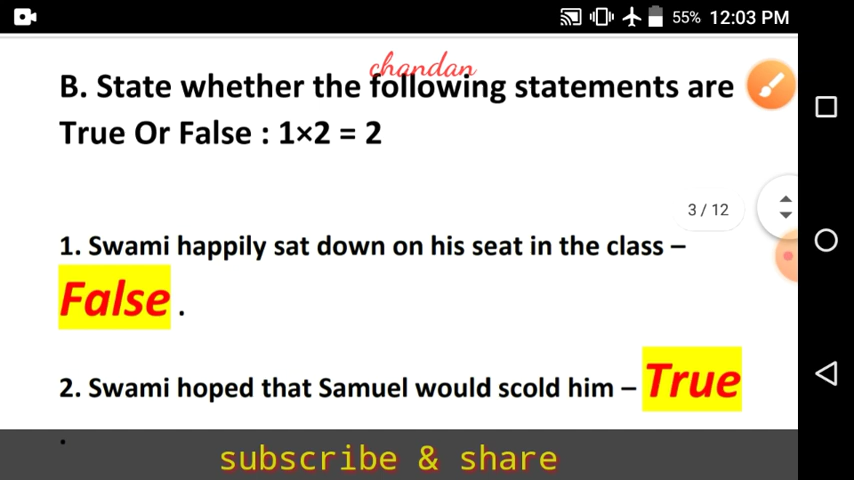 55% 12:03 PM
chandan
B. State whether the following statements are
True Or False : 1×2 = 2
3 / 12
1. Swami happily sat down on his seat in the class –
False .
2. Swami hoped that Samuel would scold him – True
.
subscribe & share